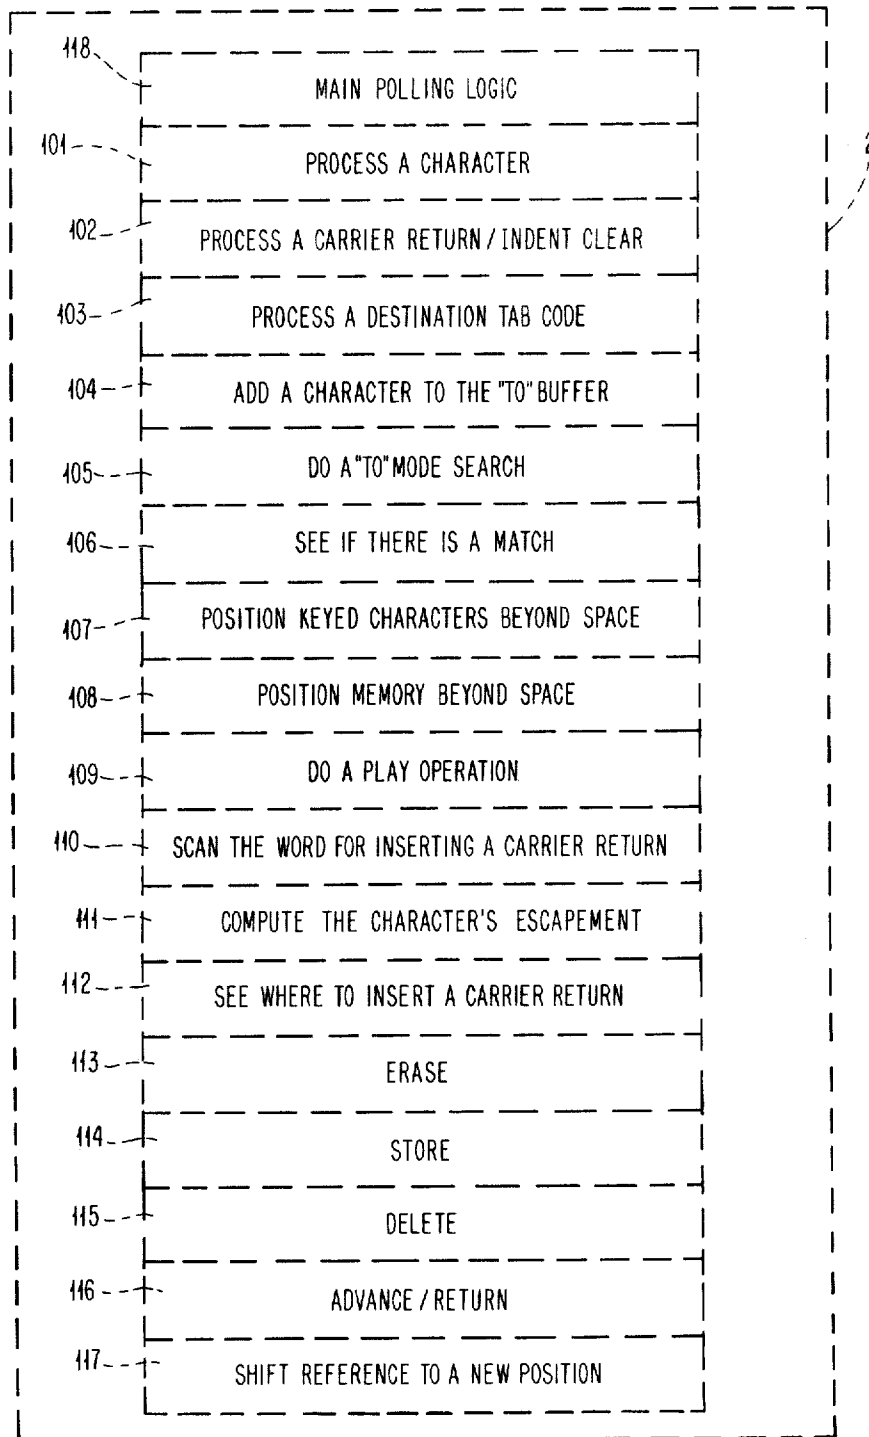 118 MAIN POLLING LOGIC
101 PROCESS A CHARACTER
102 PROCESS A CARRIER RETURN/INDENT CLEAR
103 PROCESS A DESTINATION TAB CODE
104 ADD A CHARACTER TO THE "TO" BUFFER
105 DO A "TO" MODE SEARCH
106 SEE IF THERE IS A MATCH
107 POSITION KEYED CHARACTERS BEYOND SPACE
108 POSITION MEMORY BEYOND SPACE
109 DO A PLAY OPERATION
110 SCAN THE WORD FOR INSERTING A CARRIER RETURN
111 COMPUTE THE CHARACTER'S ESCAPEMENT
112 SEE WHERE TO INSERT A CARRIER RETURN
113 ERASE
114 STORE
115 DELETE
116 ADVANCE/RETURN
117 SHIFT REFERENCE TO A NEW POSITION